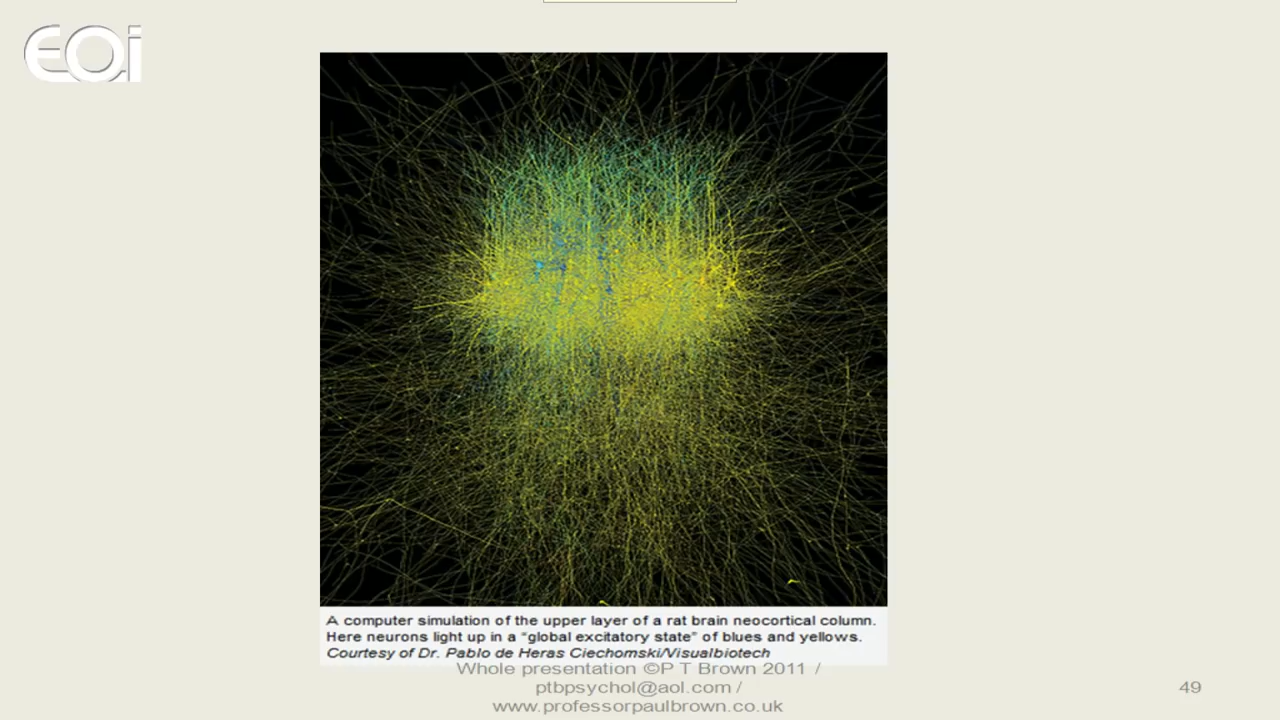 EQi
A computer simulation of the upper layer of a rat brain neocortical column.
Here neurons light up in a “global excitatory state” of blues and yellows.
Courtesy of Dr. Pablo de Heras Ciechomski/Visualbiotech
Whole presentation ©P T Brown 2011 /
ptbpsychol@aol.com /
www.professorpaulbrown.co.uk
49